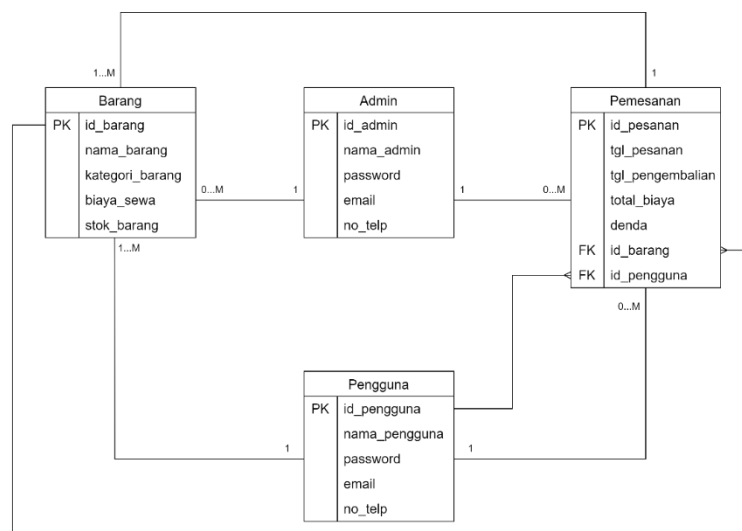 1...M
1
Barang
PK id_barang
nama_barang
kategori_barang
biaya_sewa
stok_barang
Admin
PK id_admin
nama_admin
password
email
no_telp
Pemesanan
PK id_pesanan
tgl_pesanan
tgl_pengembalian
total_biaya
denda
FK id_barang
FK id_pengguna
0...M
1
1
0...M
1...M
0...M
Pengguna
PK id_pengguna
nama_pengguna
password
email
no_telp
1
1